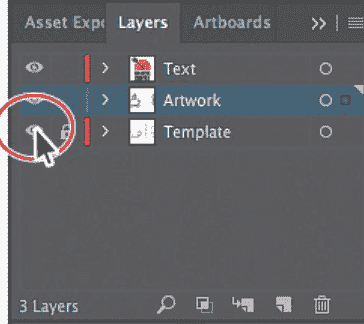 Asset Expo Layers Artboards
Text
Artwork
Template
3 Layers